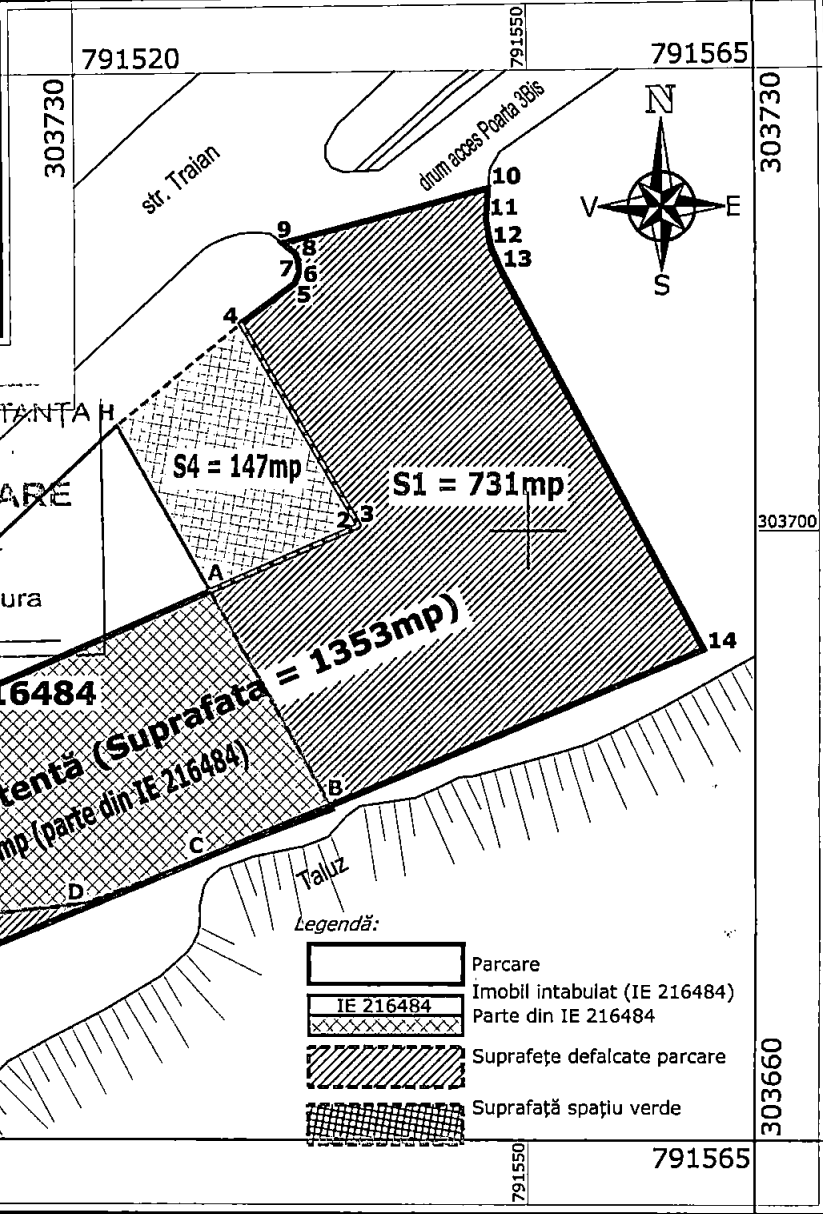 791520
791550
791565
303730
303730
str. Traian
drum acces Poarta 3Bis
N
V
E
S
10
11
12
13
9
8
7
6
5
4
TANTA
H
S4 = 147mp
ARE
S1 = 731mp
2
3
303700
A
ura
14
16484
tentă (Suprafata = 1353mp)
mp (parte din IE 216484)
B
C
D
Taluz
Legendă:
Parcare
Imobil intabulat (IE 216484)
IE 216484
Parte din IE 216484
Suprafețe defalcate parcare
Suprafață spațiu verde
303660
791550
791565